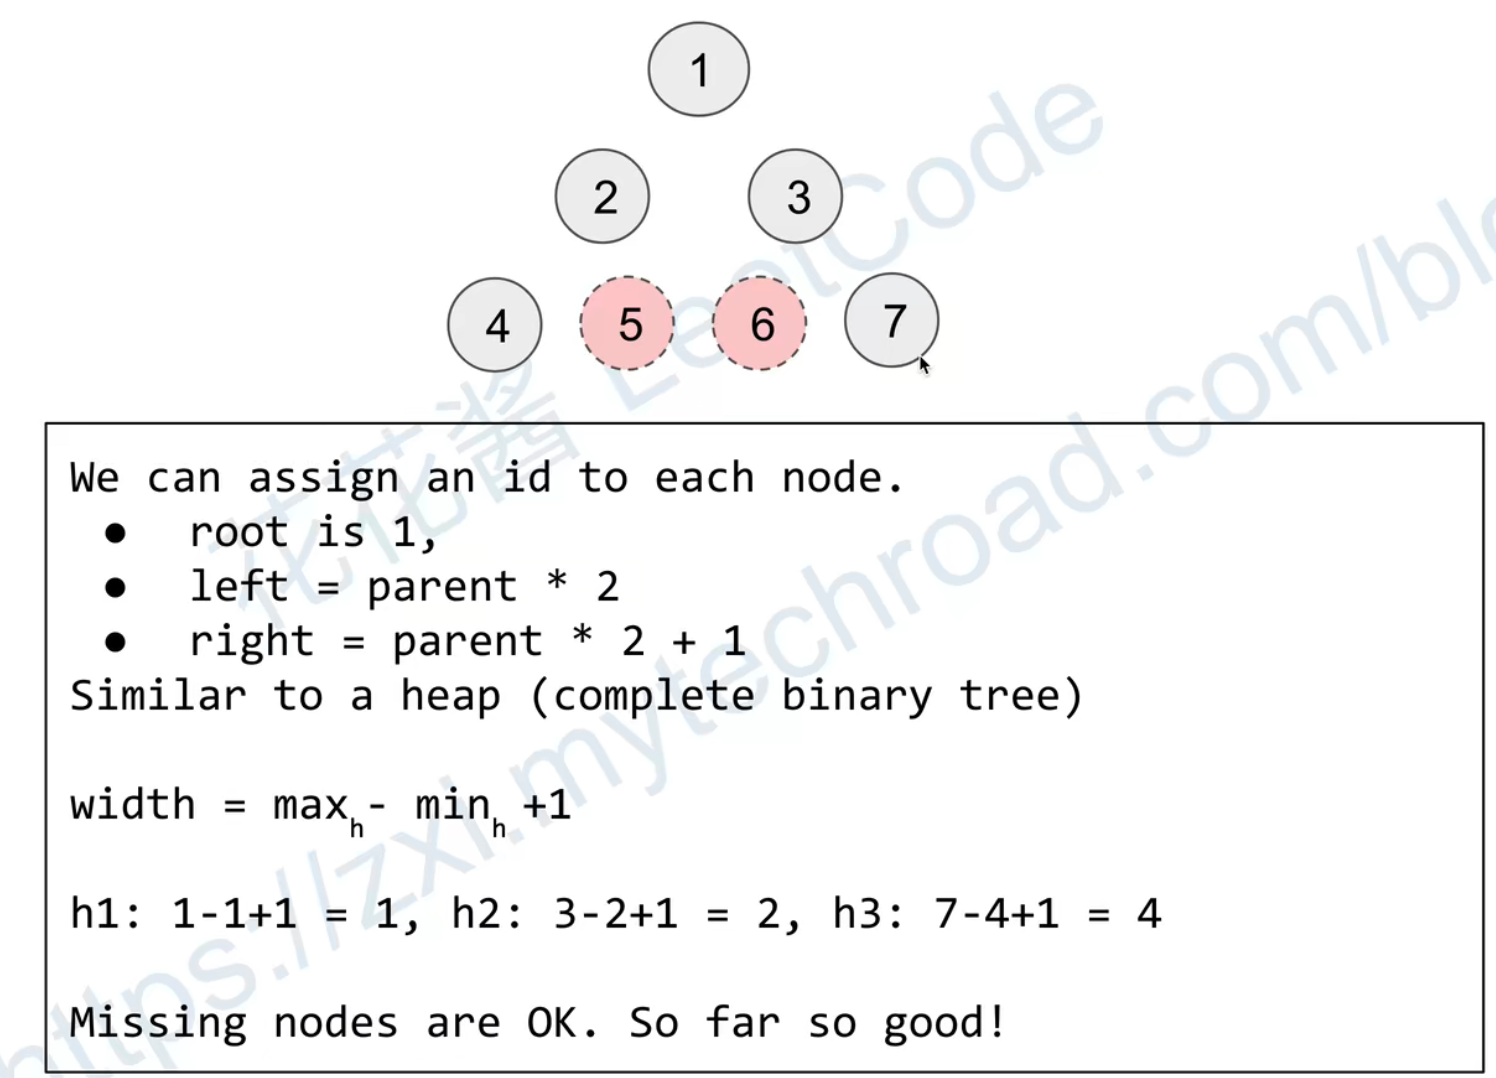 1
2 3
4 5 6 7
We can assign an id to each node.
● root is 1,
● left = parent * 2
● right = parent * 2 + 1
Similar to a heap (complete binary tree)
width = maxh- minh +1
h1: 1-1+1 = 1, h2: 3-2+1 = 2, h3: 7-4+1 = 4
Missing nodes are OK. So far so good!
花花酱 LeetCode
https://zxi.mytechroad.com/blo